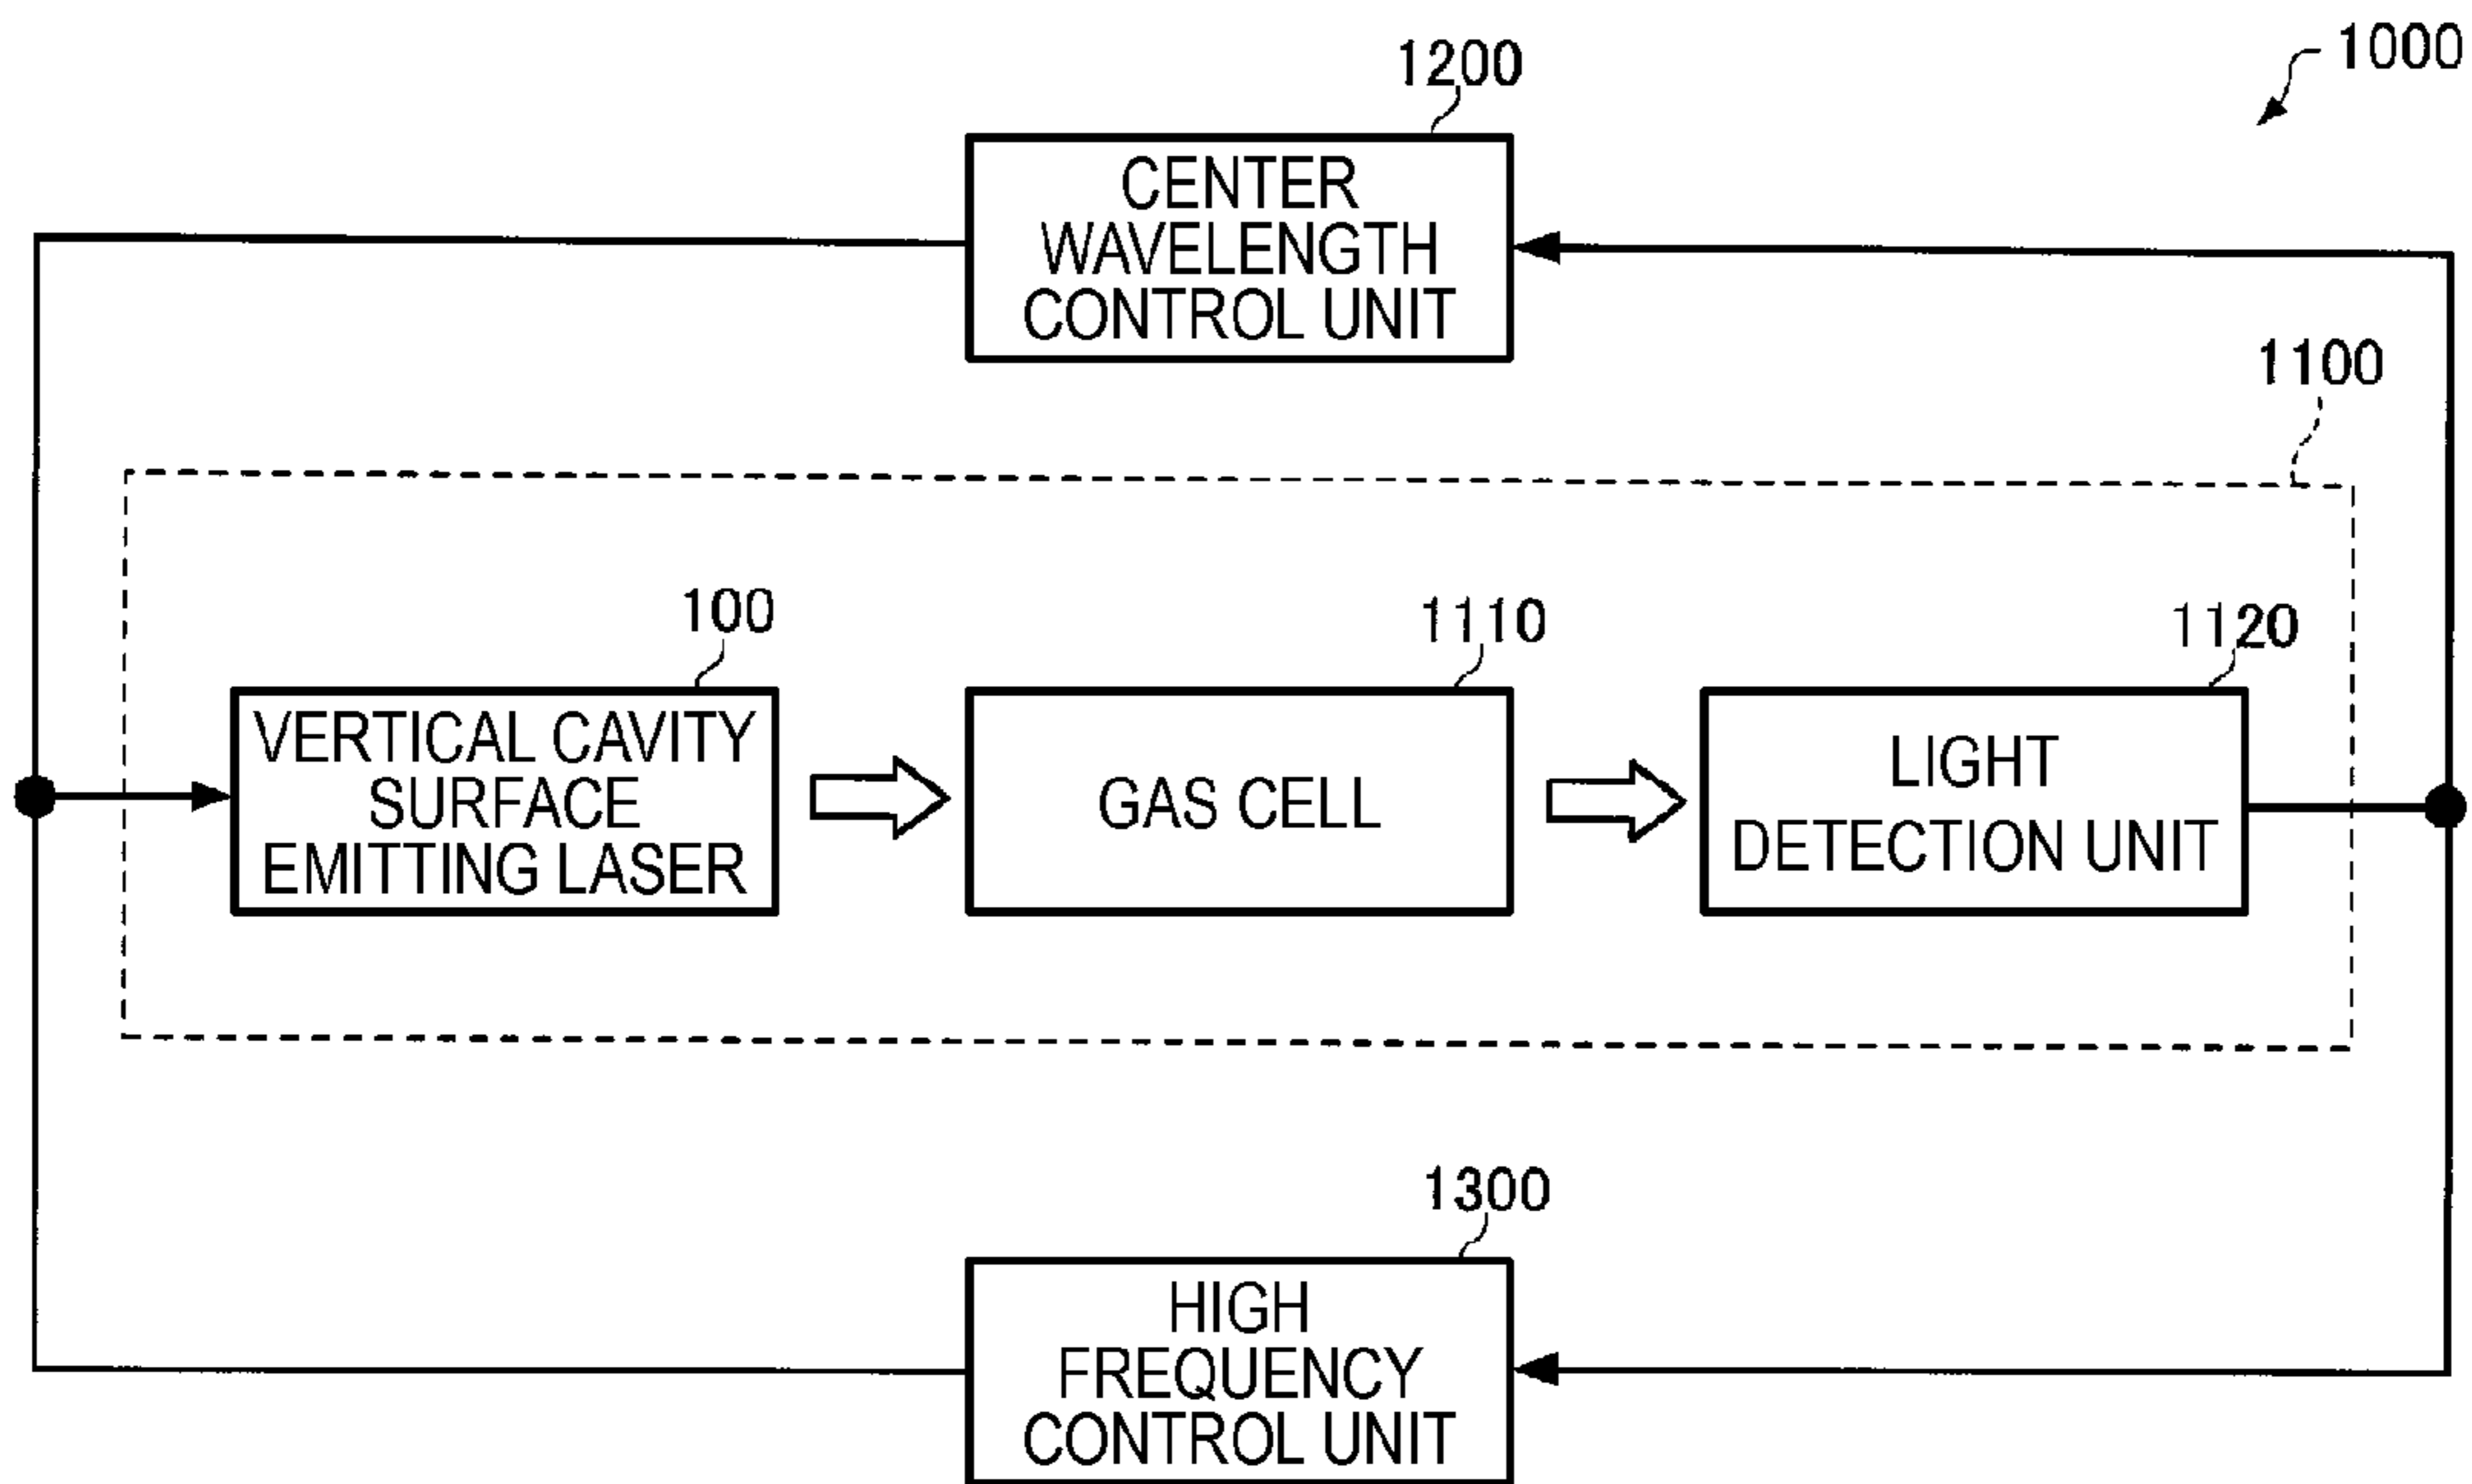 1000
1200
CENTER
WAVELENGTH
CONTROL UNIT
1100
100
VERTICAL CAVITY
SURFACE
EMITTING LASER
1110
GAS CELL
1120
LIGHT
DETECTION UNIT
1300
HIGH
FREQUENCY
CONTROL UNIT